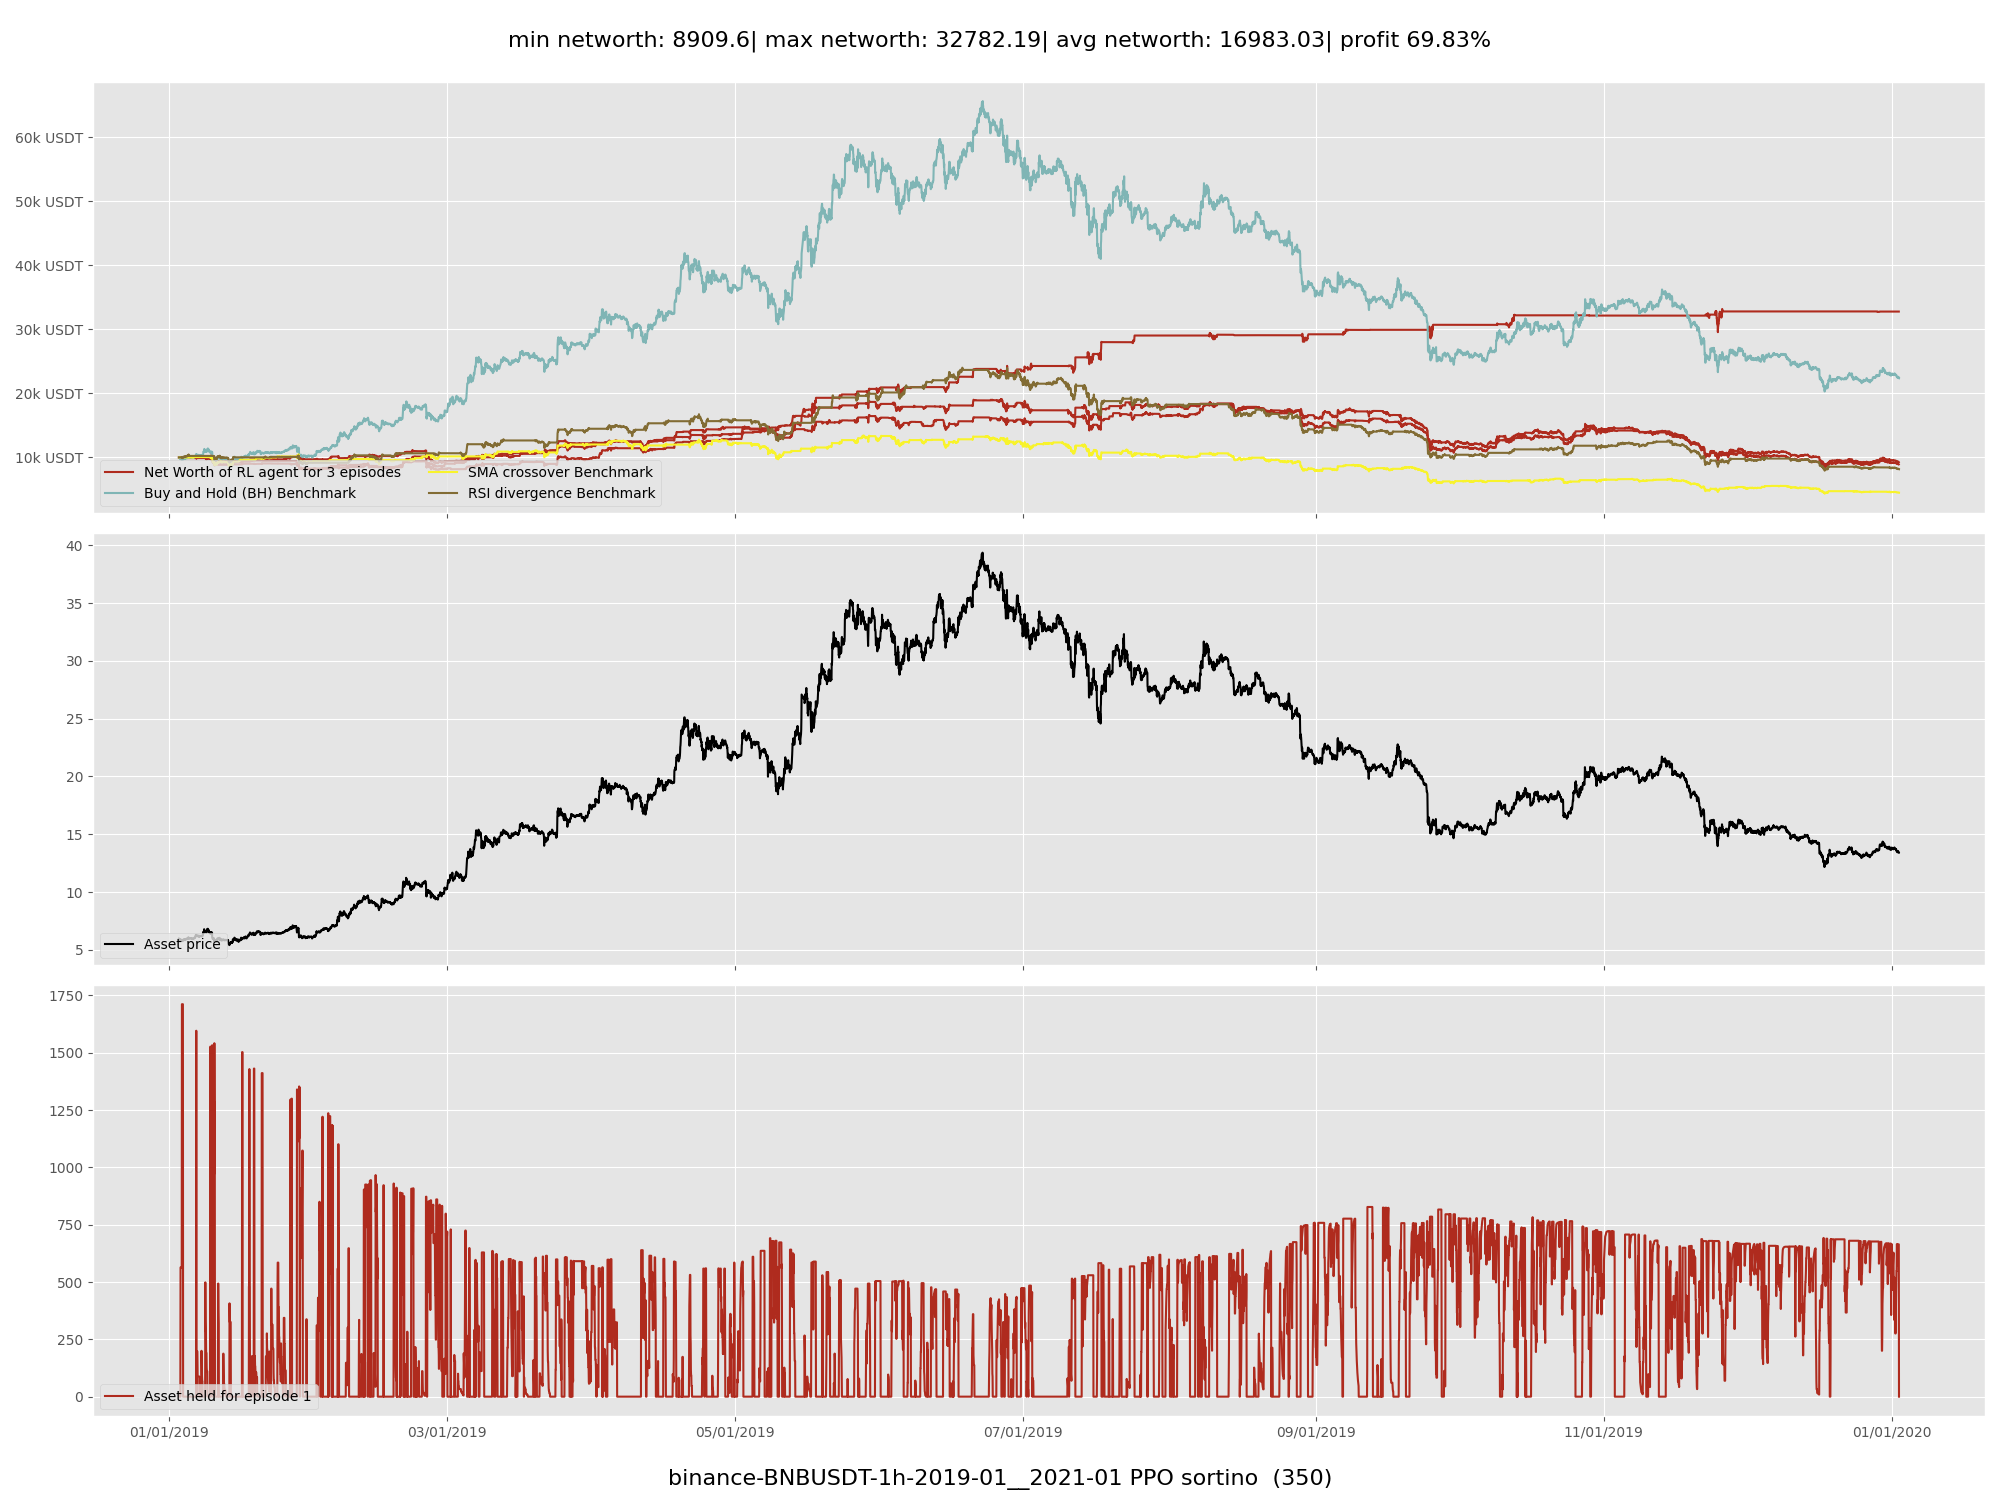 min networth: 8909.6| max networth: 32782.19| avg networth: 16983.03| profit 69.83%
60k USDT
50k USDT
40k USDT
30k USDT
20k USDT
10k USDT
Net Worth of RL agent for 3 episodes
Buy and Hold (BH) Benchmark
SMA crossover Benchmark
RSI divergence Benchmark
40
35
30
25
20
15
10
5
Asset price
1750
1500
1250
1000
750
500
250
0
Asset held for episode 1
01/01/2019
03/01/2019
05/01/2019
07/01/2019
09/01/2019
11/01/2019
01/01/2020
binance-BNBUSDT-1h-2019-01__2021-01 PPO sortino  (350)